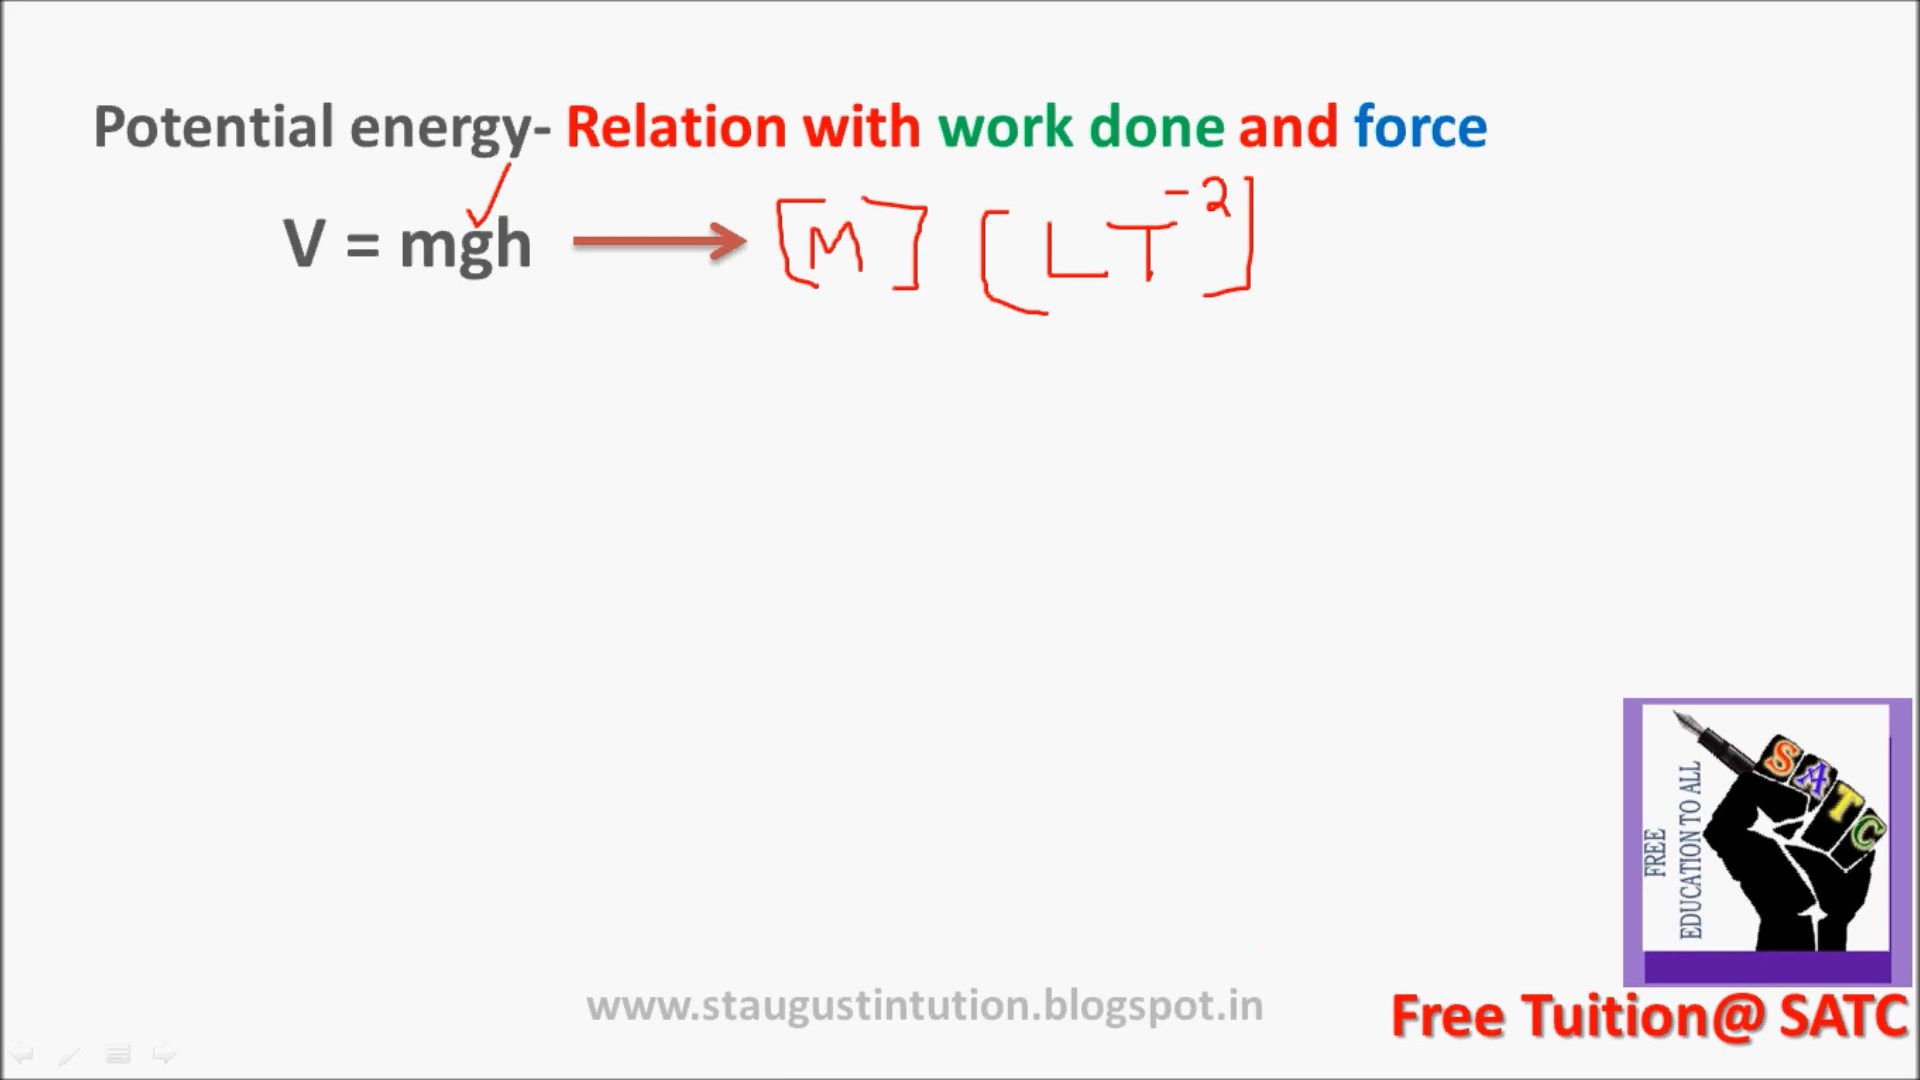 Potential energy- Relation with work done and force
V = mgh → [M] [LT⁻²]
FREE
EDUCATION TO ALL
SATC
www.staugustintution.blogspot.in
Free Tuition@ SATC